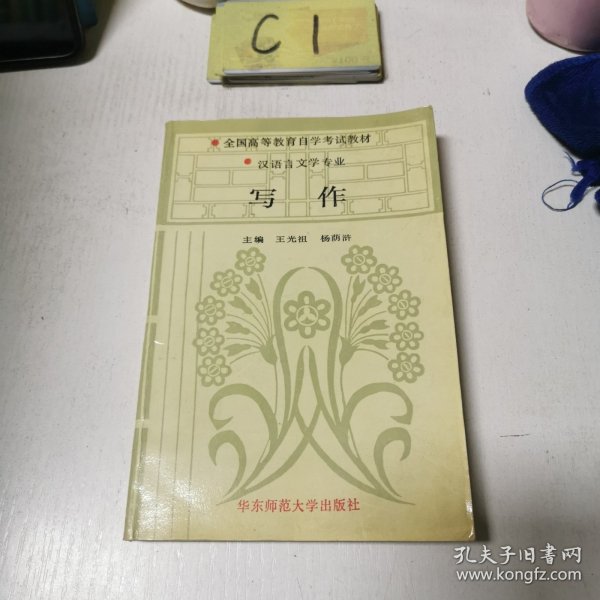 C1
全国高等教育自学考试教材
汉语言文学专业
写 作
主编 王光祖 杨荫浒
华东师范大学出版社
孔夫子旧书网
www.kongfz.com